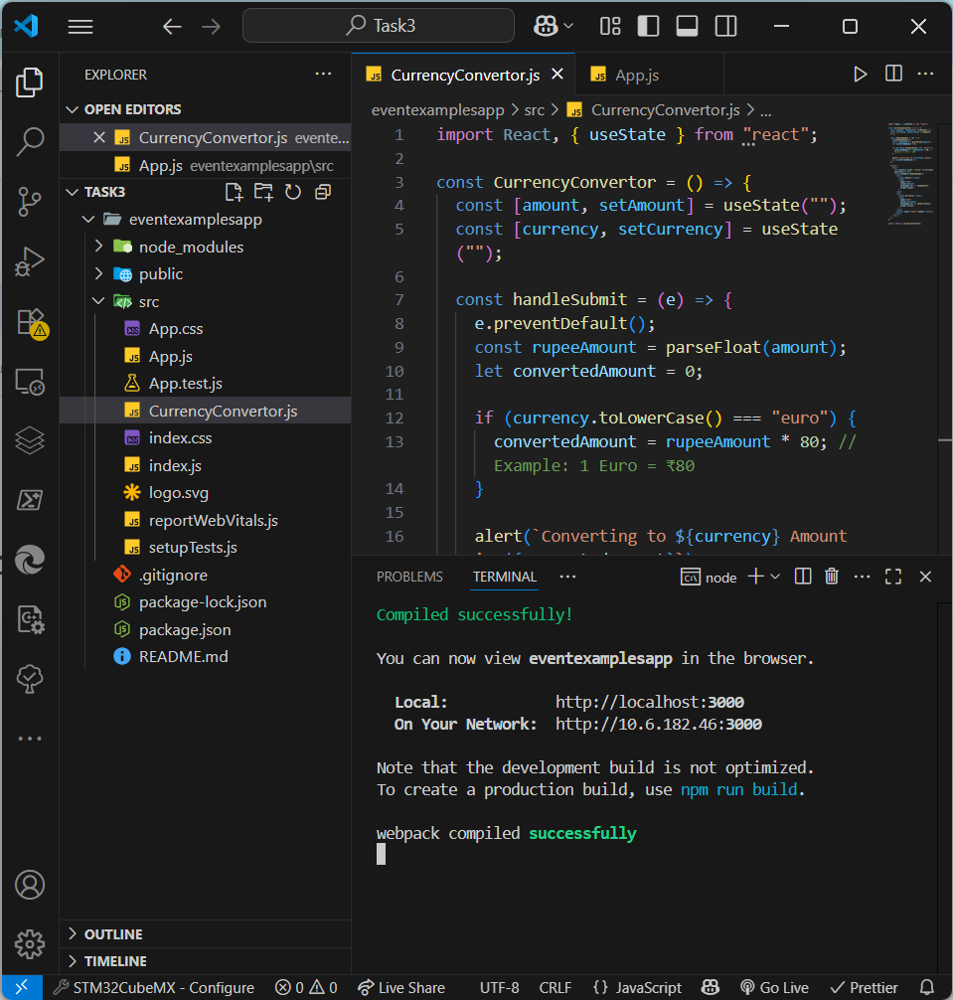 Task3
EXPLORER
OPEN EDITORS
CurrencyConvertor.js evente...
App.js eventexamplesapp\src
TASK3
eventexamplesapp
node_modules
public
src
App.css
App.js
App.test.js
CurrencyConvertor.js
index.css
index.js
logo.svg
reportWebVitals.js
setupTests.js
.gitignore
package-lock.json
package.json
README.md
OUTLINE
TIMELINE
CurrencyConvertor.js App.js
eventexamplesapp > src > CurrencyConvertor.js > ...
1 import React, { useState } from "react";
2
3 const CurrencyConvertor = () => {
4 const [amount, setAmount] = useState("");
5 const [currency, setCurrency] = useState
("");
6
7 const handleSubmit = (e) => {
8 e.preventDefault();
9 const rupeeAmount = parseFloat(amount);
10 let convertedAmount = 0;
11
12 if (currency.toLowerCase() === "euro") {
13 convertedAmount = rupeeAmount * 80; //
Example: 1 Euro = ₹80
14 }
15
16 alert(`Converting to ${currency} Amount
PROBLEMS TERMINAL ... node
Compiled successfully!
You can now view eventexamplesapp in the browser.
Local: http://localhost:3000
On Your Network: http://10.6.182.46:3000
Note that the development build is not optimized.
To create a production build, use npm run build.
webpack compiled successfully
STM32CubeMX - Configure 0 0 Live Share UTF-8 CRLF {} JavaScript Go Live Prettier